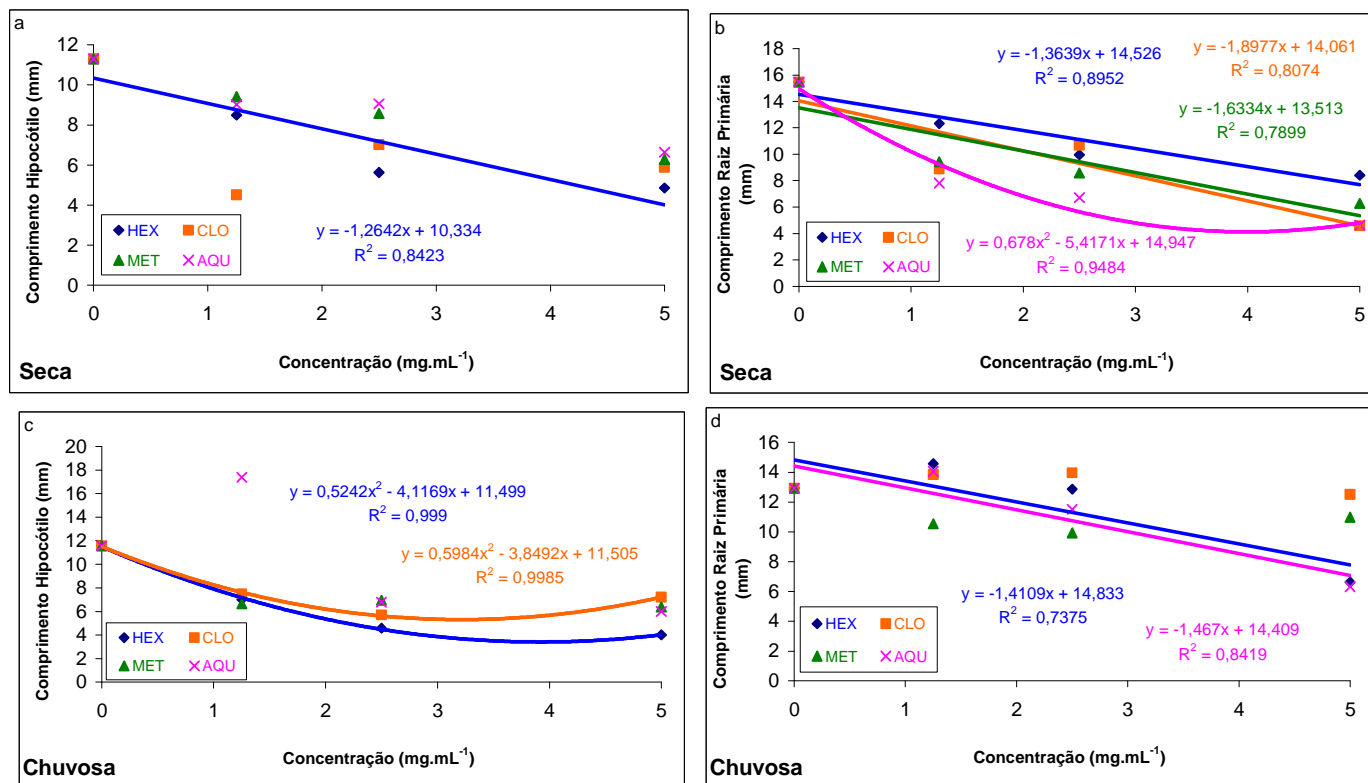 a
Comprimento Hipocótilo (mm)
12
10
8
6
4
2
0
HEX CLO
MET AQU
y = -1,2642x + 10,334
R² = 0,8423
0 1 2 3 4 5
Concentração (mg.mL⁻¹)
Seca
b
Comprimento Raiz Primária
(mm)
18
16
14
12
10
8
6
4
2
0
y = -1,3639x + 14,526
R² = 0,8952
y = -1,8977x + 14,061
R² = 0,8074
y = -1,6334x + 13,513
R² = 0,7899
y = 0,678x² - 5,4171x + 14,947
R² = 0,9484
HEX CLO
MET AQU
0 1 2 3 4 5
Concentração (mg.mL⁻¹)
Seca
c
Comprimento Hipocótilo (mm)
20
18
16
14
12
10
8
6
4
2
0
y = 0,5242x² - 4,1169x + 11,499
R² = 0,999
y = 0,5984x² - 3,8492x + 11,505
R² = 0,9985
HEX CLO
MET AQU
0 1 2 3 4 5
Concentração (mg.mL⁻¹)
Chuvosa
d
Comprimento Raiz Primária
(mm)
16
14
12
10
8
6
4
2
0
y = -1,4109x + 14,833
R² = 0,7375
y = -1,467x + 14,409
R² = 0,8419
HEX CLO
MET AQU
0 1 2 3 4 5
Concentração (mg.mL⁻¹)
Chuvosa